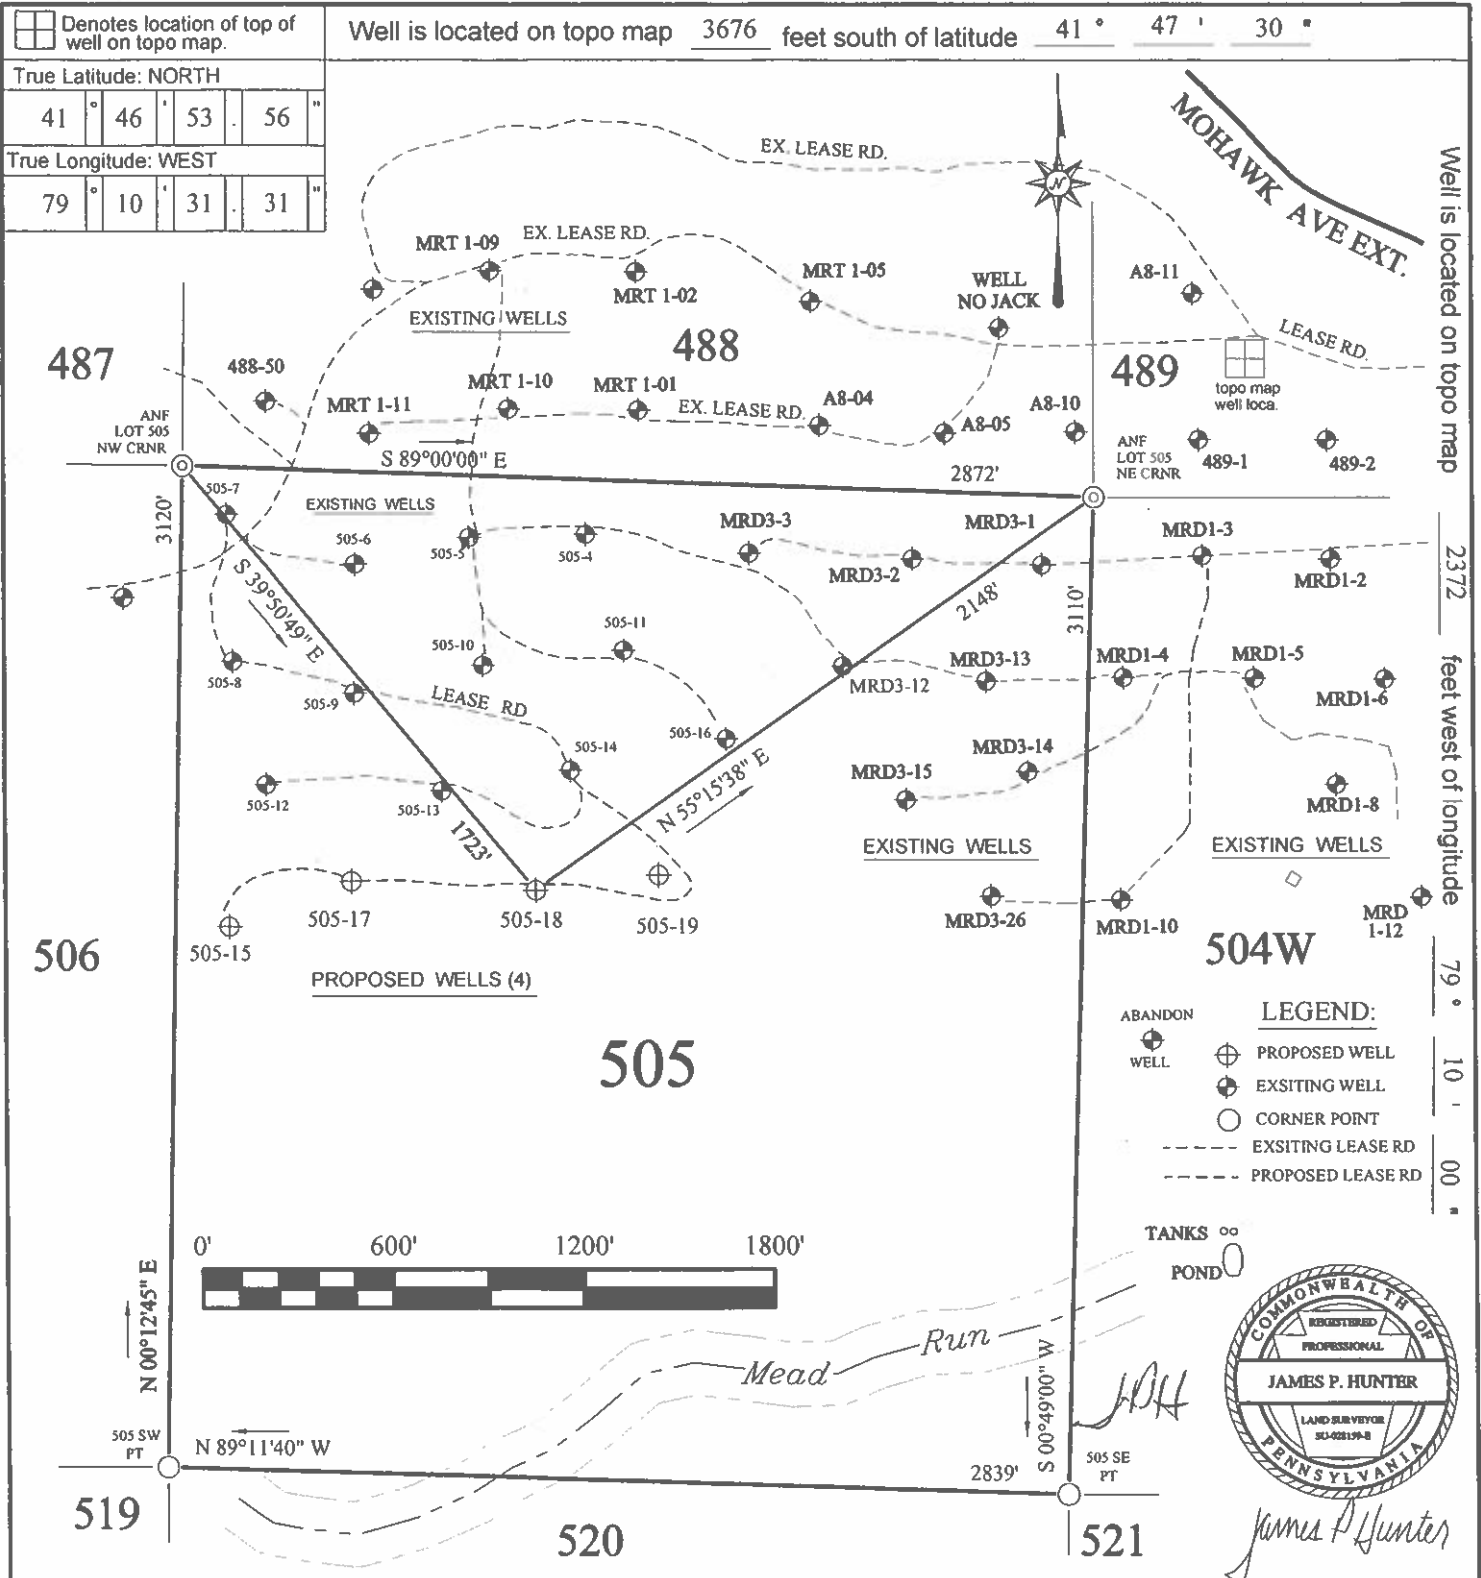 Denotes location of top of
well on topo map.
Well is located on topo map 3676 feet south of latitude 41 ° 47 ' 30 "
True Latitude: NORTH
41 ° 46 ' 53 . 56 "
True Longitude: WEST
79 ° 10 ' 31 . 31 "
Well is located on topo map 2372 feet west of longitude 79 ° 10 ' 00 "
MOHAWK AVE EXT.
EX. LEASE RD.
N
MRT 1-09
EX. LEASE RD.
MRT 1-02
MRT 1-05
WELL
NO JACK
A8-11
EXISTING WELLS
487
488
489
LEASE RD.
topo map
well loca.
488-50
MRT 1-10
MRT 1-01
MRT 1-11
EX. LEASE RD.
A8-04
A8-05
A8-10
ANF
LOT 505
NW CRNR
ANF
LOT 505
NE CRNR
489-1
489-2
S 89°00'00" E
2872'
3120'
505-7
EXISTING WELLS
505-6
505-5
505-4
MRD3-3
MRD3-2
MRD3-1
MRD1-3
MRD1-2
S 39°50'49" E
2148'
3110'
505-11
505-10
505-8
505-9
LEASE RD
MRD3-12
MRD3-13
MRD1-4
MRD1-5
MRD1-6
505-14
505-16
505-12
505-13
1723'
N 55°15'38" E
MRD3-14
MRD3-15
MRD1-8
EXISTING WELLS
EXISTING WELLS
505-15
505-17
505-18
505-19
MRD3-26
MRD1-10
MRD
1-12
506
504W
PROPOSED WELLS (4)
505
ABANDON
WELL
LEGEND:
PROPOSED WELL
EXSITING WELL
CORNER POINT
EXSITING LEASE RD
PROPOSED LEASE RD
TANKS
POND
0' 600' 1200' 1800'
N 00°12'45" E
Mead Run
S 00°49'00" W
JPH
COMMONWEALTH OF
REGISTERED
PROFESSIONAL
JAMES P. HUNTER
LAND SURVEYOR
SU-028159-E
PENNSYLVANIA
505 SW
PT
N 89°11'40" W
2839'
505 SE
PT
519
520
521
James P Hunter